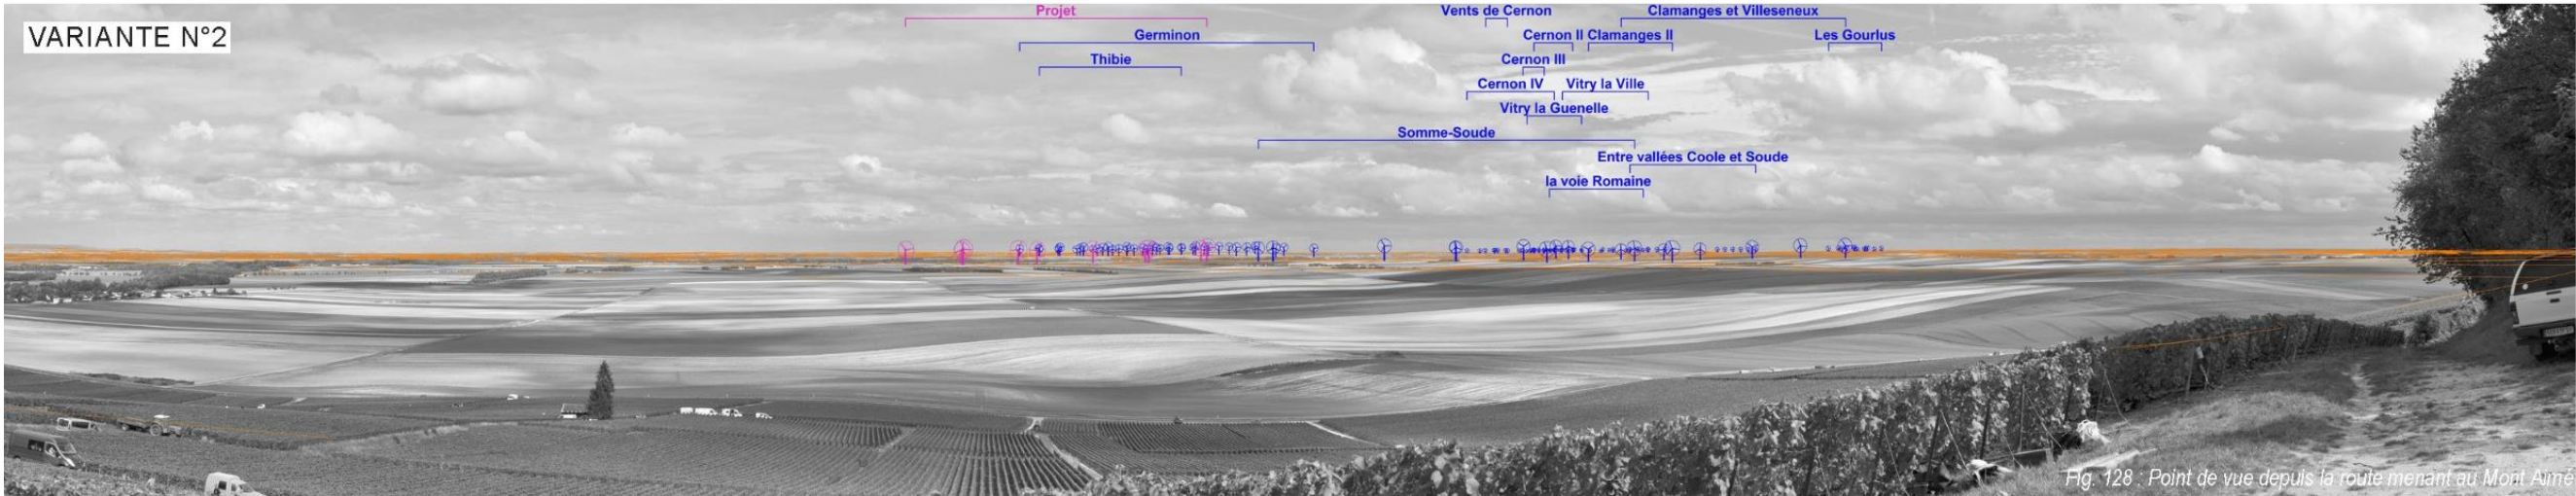 VARIANTE N°2
Projet
Vents de Cernon
Clamanges et Villeseneux
Germinon
Cernon II
Clamanges II
Les Gourlus
Thibie
Cernon III
Cernon IV
Vitry la Ville
Vitry la Guenelle
Somme-Soude
Entre vallées Coole et Soude
la voie Romaine
Fig. 128 : Point de vue depuis la route menant au Mont Aimé